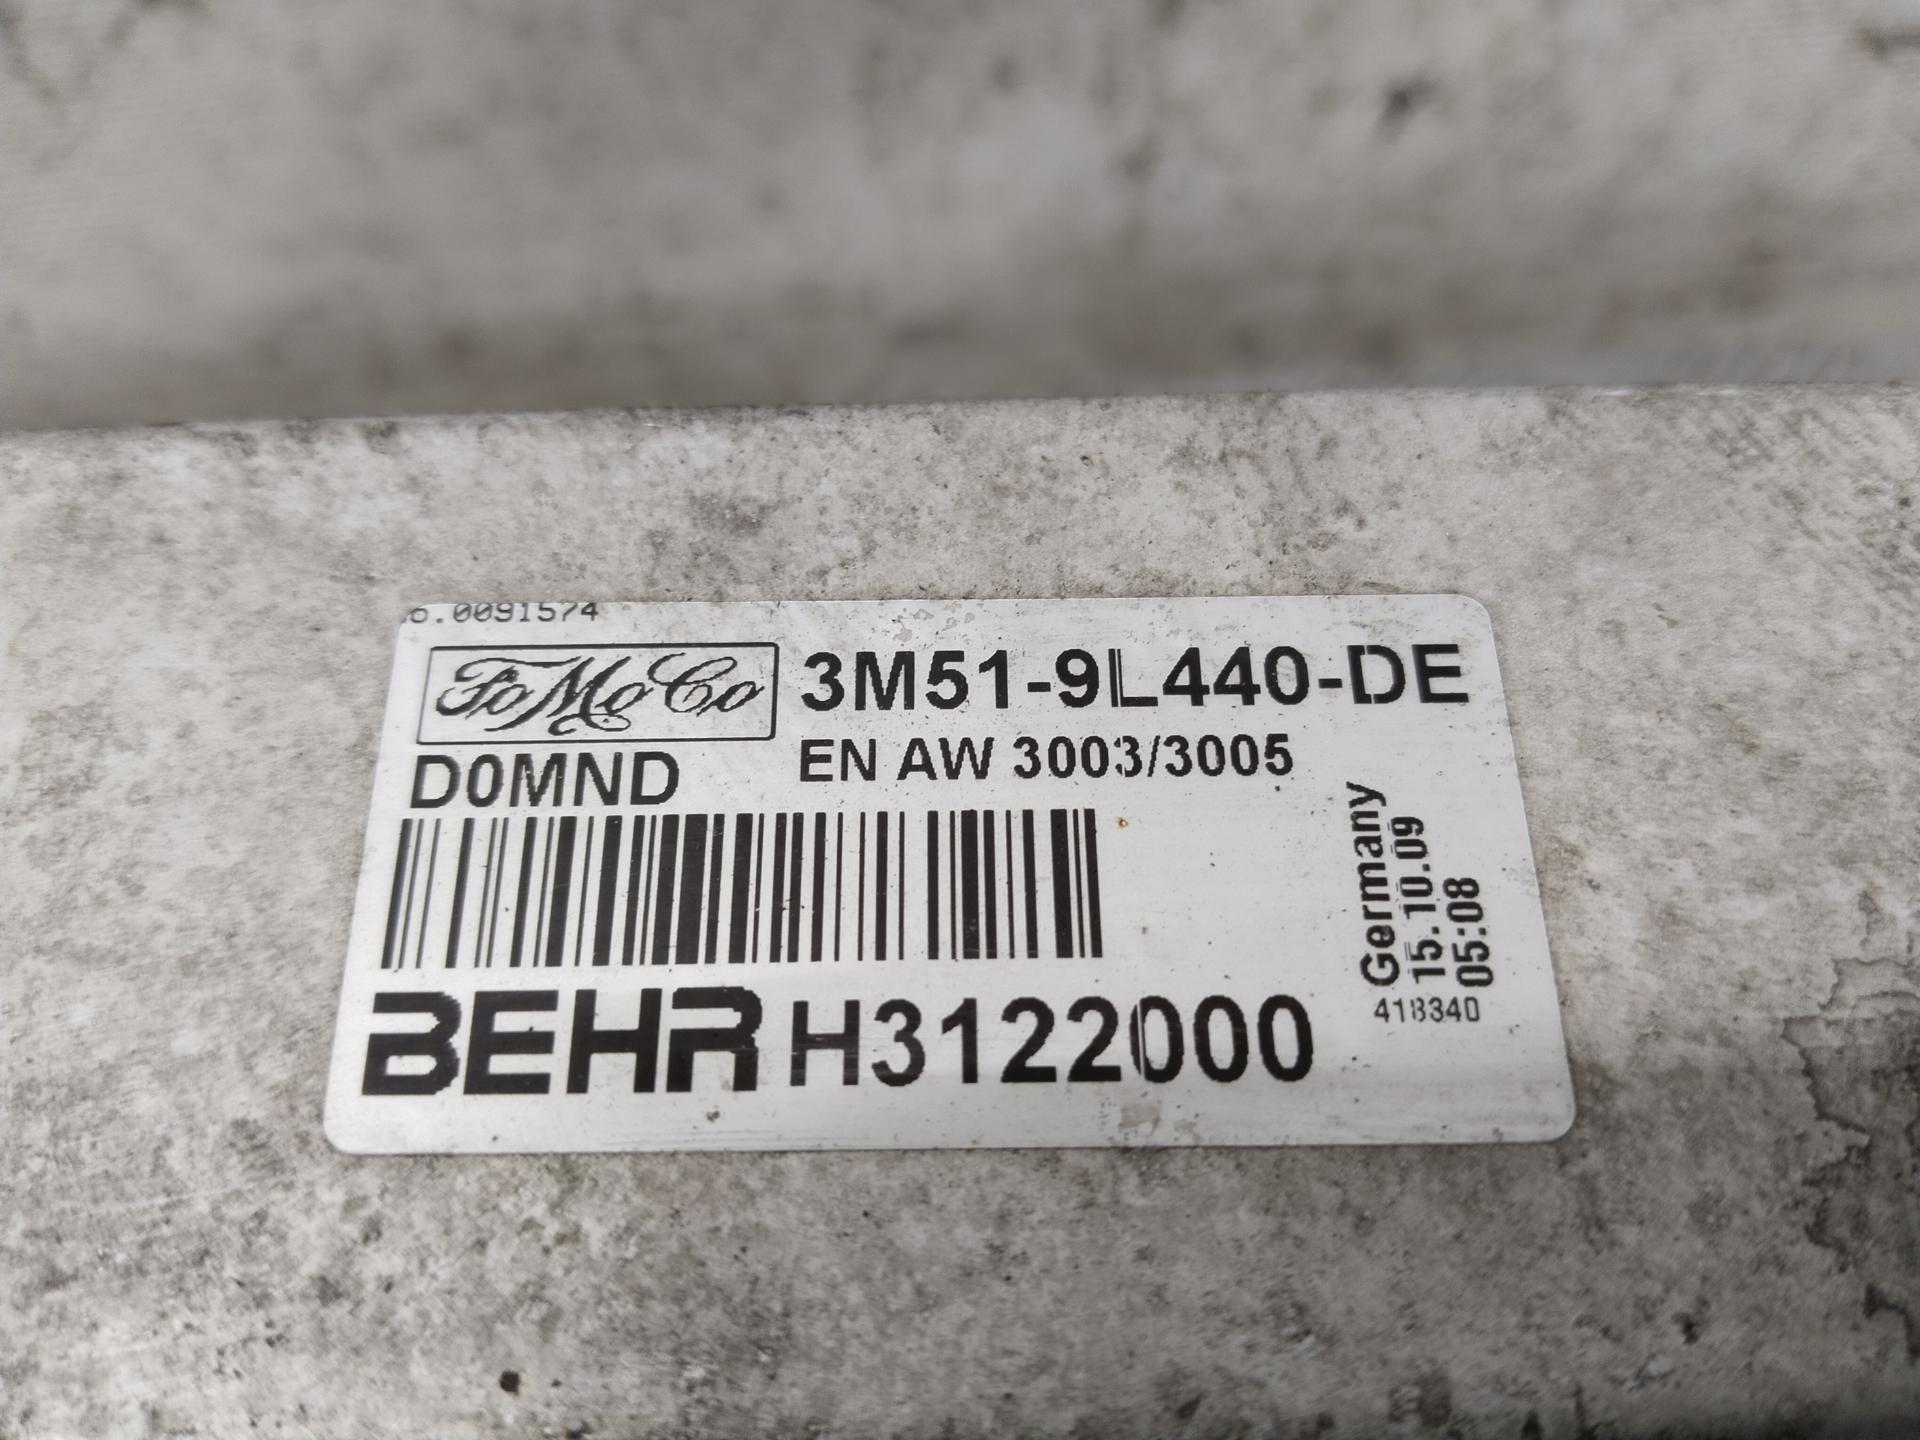 6.0091574
FoMoCo 3M51-9L440-DE
D0MND EN AW 3003/3005
Germany
15.10.09
05:08
418340
BEHR H3122000